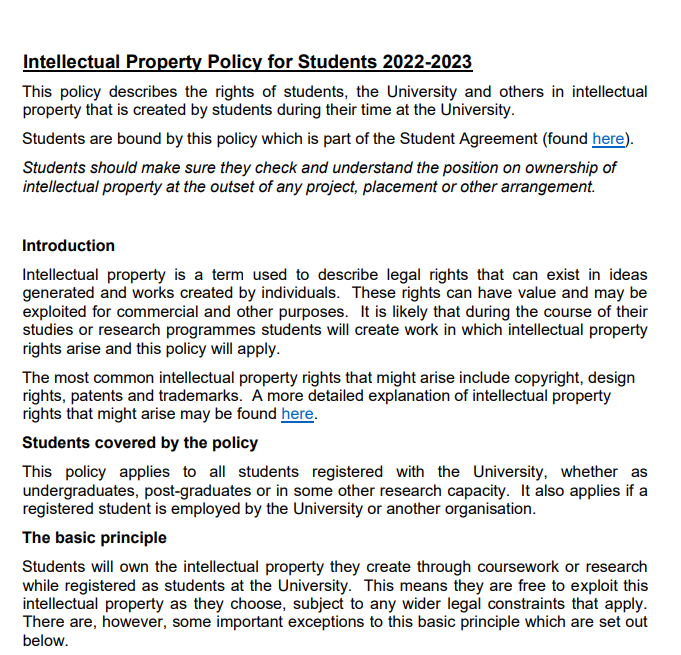 Intellectual Property Policy for Students 2022-2023
This policy describes the rights of students, the University and others in intellectual
property that is created by students during their time at the University.
Students are bound by this policy which is part of the Student Agreement (found here).
Students should make sure they check and understand the position on ownership of
intellectual property at the outset of any project, placement or other arrangement.
Introduction
Intellectual property is a term used to describe legal rights that can exist in ideas
generated and works created by individuals. These rights can have value and may be
exploited for commercial and other purposes. It is likely that during the course of their
studies or research programmes students will create work in which intellectual property
rights arise and this policy will apply.
The most common intellectual property rights that might arise include copyright, design
rights, patents and trademarks. A more detailed explanation of intellectual property
rights that might arise may be found here.
Students covered by the policy
This policy applies to all students registered with the University, whether as
undergraduates, post-graduates or in some other research capacity. It also applies if a
registered student is employed by the University or another organisation.
The basic principle
Students will own the intellectual property they create through coursework or research
while registered as students at the University. This means they are free to exploit this
intellectual property as they choose, subject to any wider legal constraints that apply.
There are, however, some important exceptions to this basic principle which are set out
below.